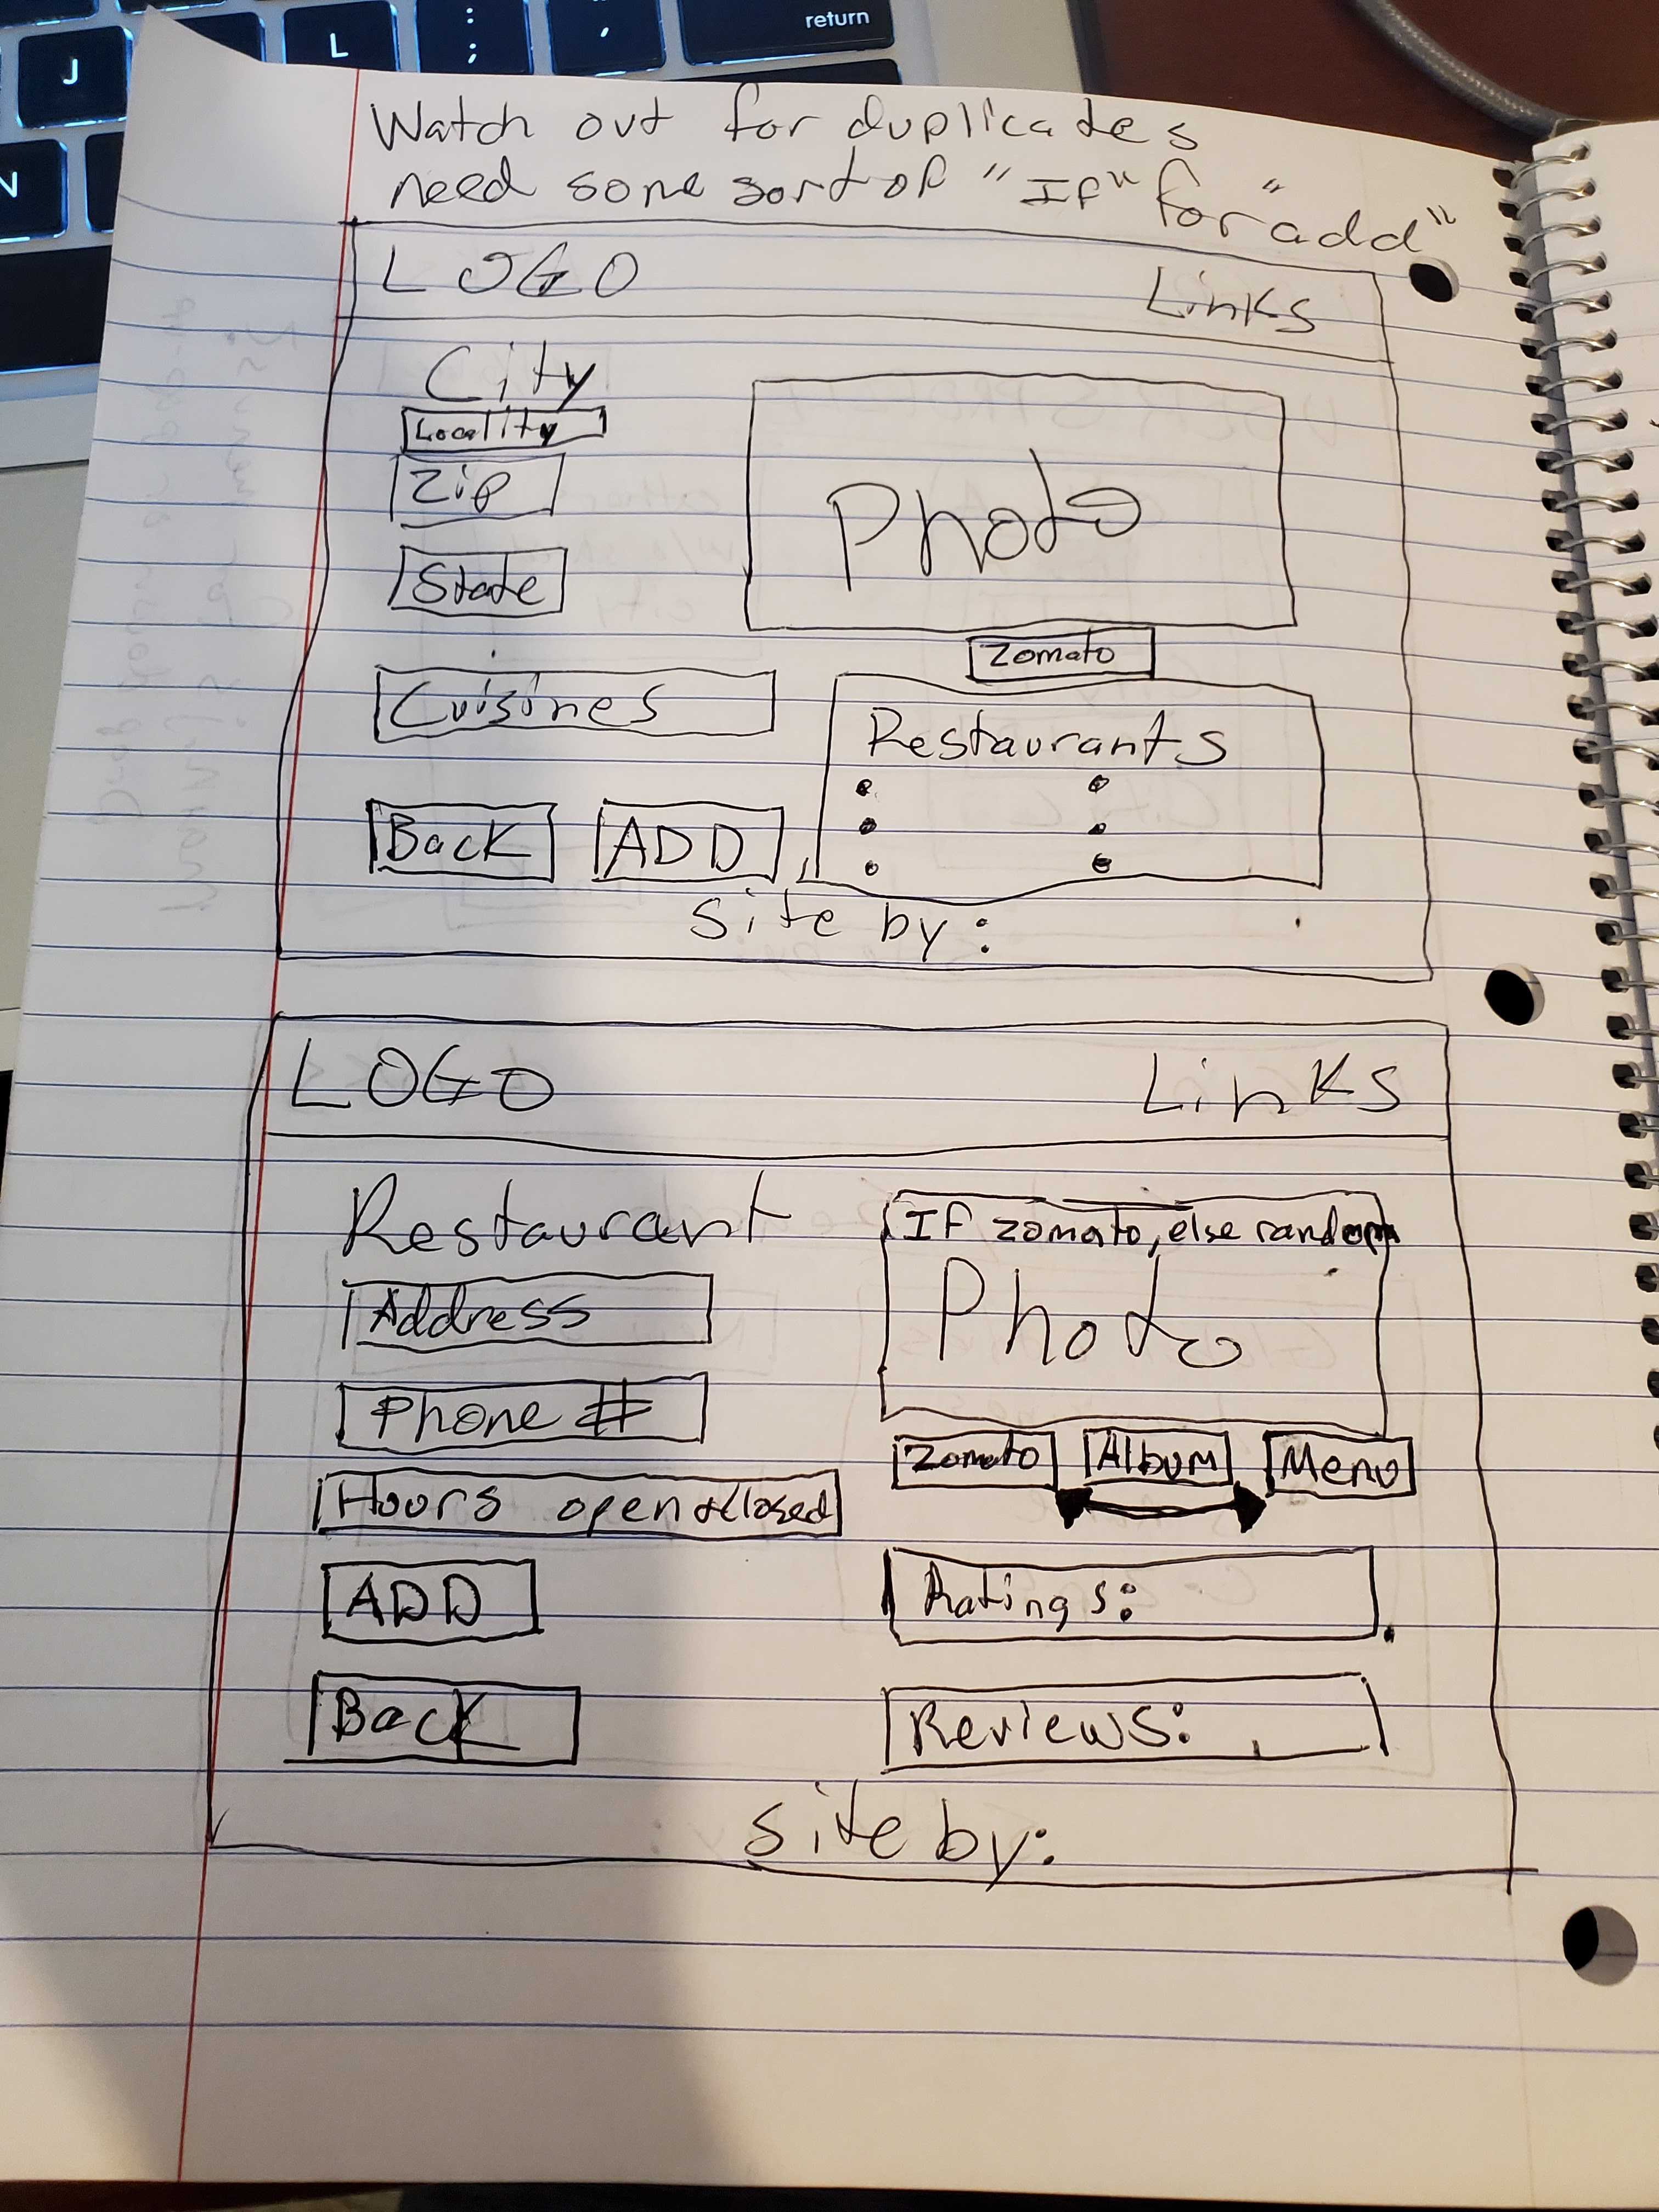 return
J
L
;
:
"
,
N
Watch out for duplicates
need some sort of "If" for "add"
LOGO Links
City
Locality
Zip
Photo
State
Zomato
Cuisines
Restaurants
Back ADD
site by:
LOGO Links
Restaurant
If zomato, else random
Address
Photo
Phone #
Zomato Album Menu
Hours open & closed
ADD
Ratings:
Back
Reviews:
site by: